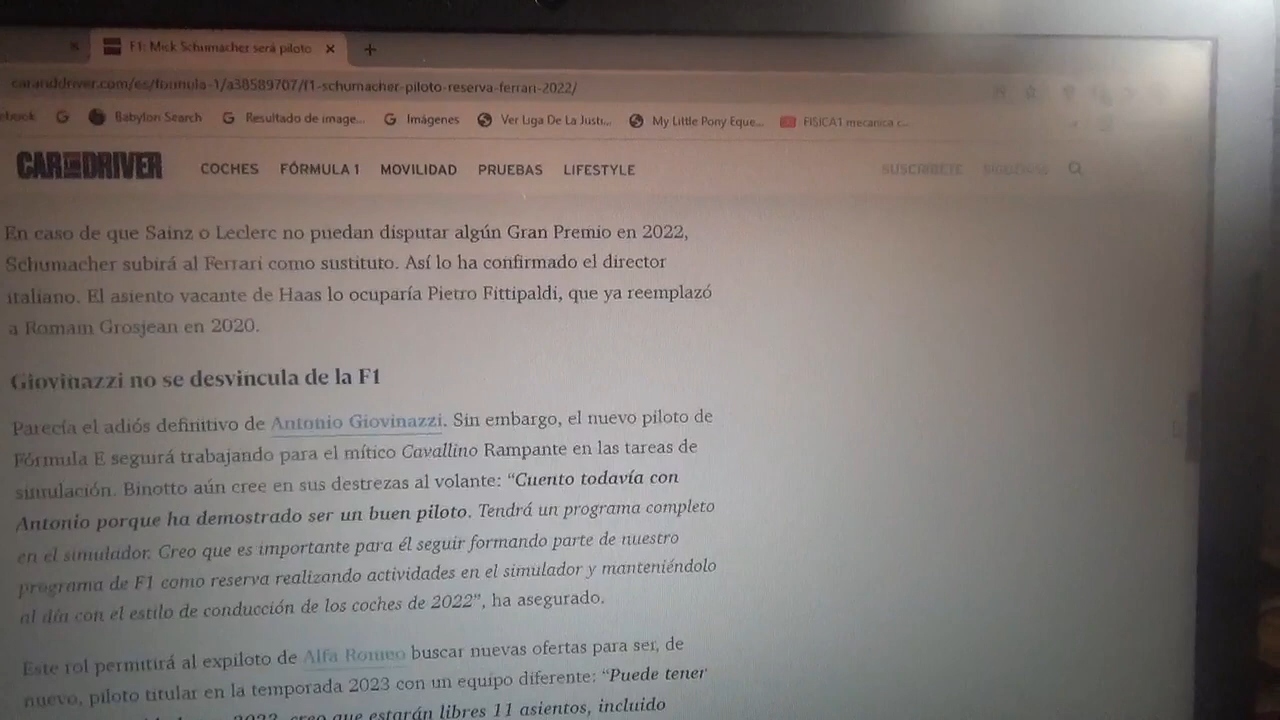 F1: Mick Schumacher será piloto
caranddriver.com/es/formula-1/a38589707/f1-schumacher-piloto-reserva-ferrari-2022/
ebook Babylon Search Resultado de image... Imágenes Ver Liga De La Justi... My Little Pony Eque... FISICA1 mecanica c...
CAR AND DRIVER COCHES FÓRMULA 1 MOVILIDAD PRUEBAS LIFESTYLE SUSCRÍBETE SÍGUENOS
En caso de que Sainz o Leclerc no puedan disputar algún Gran Premio en 2022,
Schumacher subirá al Ferrari como sustituto. Así lo ha confirmado el director
italiano. El asiento vacante de Haas lo ocuparía Pietro Fittipaldi, que ya reemplazó
a Romam Grosjean en 2020.
Giovinazzi no se desvincula de la F1
Parecía el adiós definitivo de Antonio Giovinazzi. Sin embargo, el nuevo piloto de
Fórmula E seguirá trabajando para el mítico Cavallino Rampante en las tareas de
simulación. Binotto aún cree en sus destrezas al volante: “Cuento todavía con
Antonio porque ha demostrado ser un buen piloto. Tendrá un programa completo
en el simulador. Creo que es importante para él seguir formando parte de nuestro
programa de F1 como reserva realizando actividades en el simulador y manteniéndolo
al día con el estilo de conducción de los coches de 2022”, ha asegurado.
Este rol permitirá al expiloto de Alfa Romeo buscar nuevas ofertas para ser, de
nuevo, piloto titular en la temporada 2023 con un equipo diferente: “Puede tener
2023, creo que estarán libres 11 asientos, incluido